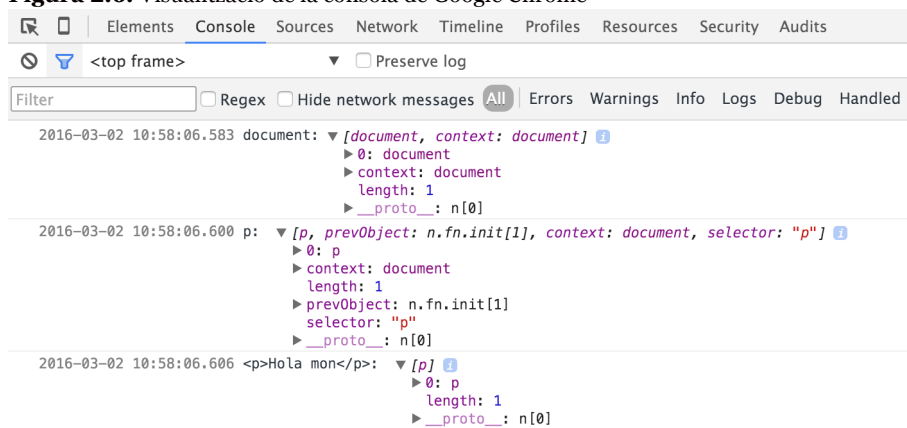 Figura 2.6. Visualització de la consola de Google Chrome
Elements Console Sources Network Timeline Profiles Resources Security Audits
<top frame> ▼ Preserve log
Filter Regex Hide network messages All Errors Warnings Info Logs Debug Handled
2016-03-02 10:58:06.583 document: ▼ [document, context: document]
▶ 0: document
▶ context: document
length: 1
▶ __proto__: n[0]
2016-03-02 10:58:06.600 p: ▼ [p, prevObject: n.fn.init[1], context: document, selector: "p"]
▶ 0: p
▶ context: document
length: 1
▶ prevObject: n.fn.init[1]
selector: "p"
▶ __proto__: n[0]
2016-03-02 10:58:06.606 <p>Hola mon</p>: ▼ [p]
▶ 0: p
length: 1
▶ __proto__: n[0]